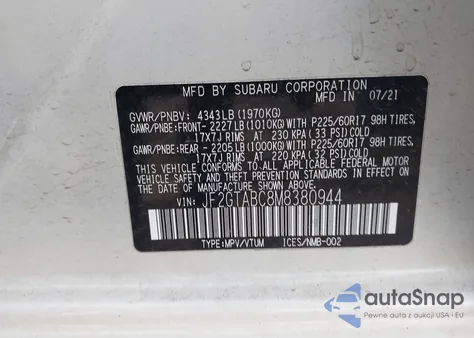 MFD BY SUBARU CORPORATION
GVWR/PNBV: 4343LB (1970KG) MFD IN 07/21
GAWR/PNBE: FRONT- 2227LB (1010KG)WITH P225/60R17 98H TIRES
17X7J RIMS AT 230 KPA (33 PSI)COLD
GAWR/PNBE: REAR - 2205LB (1000KG)WITH P225/60R17 98H TIRES
17X7J RIMS AT 220 KPA (32 PSI)COLD
THIS VEHICLE CONFORMS TO ALL APPLICABLE FEDERAL MOTOR VEHICLE
SAFETY STANDARDS IN EFFECT ON THE DATE OF MANUFACTURE SHOWN ABOVE
VIN: JF2GTABC8M8380944
TYPE:MPV/VTUM ICES/NMB-002
autoSnap
Pewne auta z USA i EU